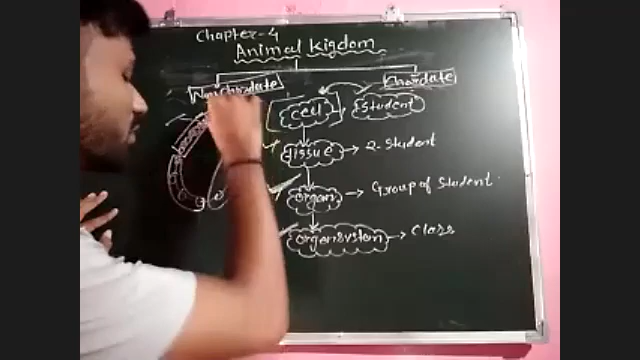 Chapter-4
Animal kigdom
Non chordate
Chordate
cell Student
tissue → 2-Student
organ → Group of Student
organsystem → Class